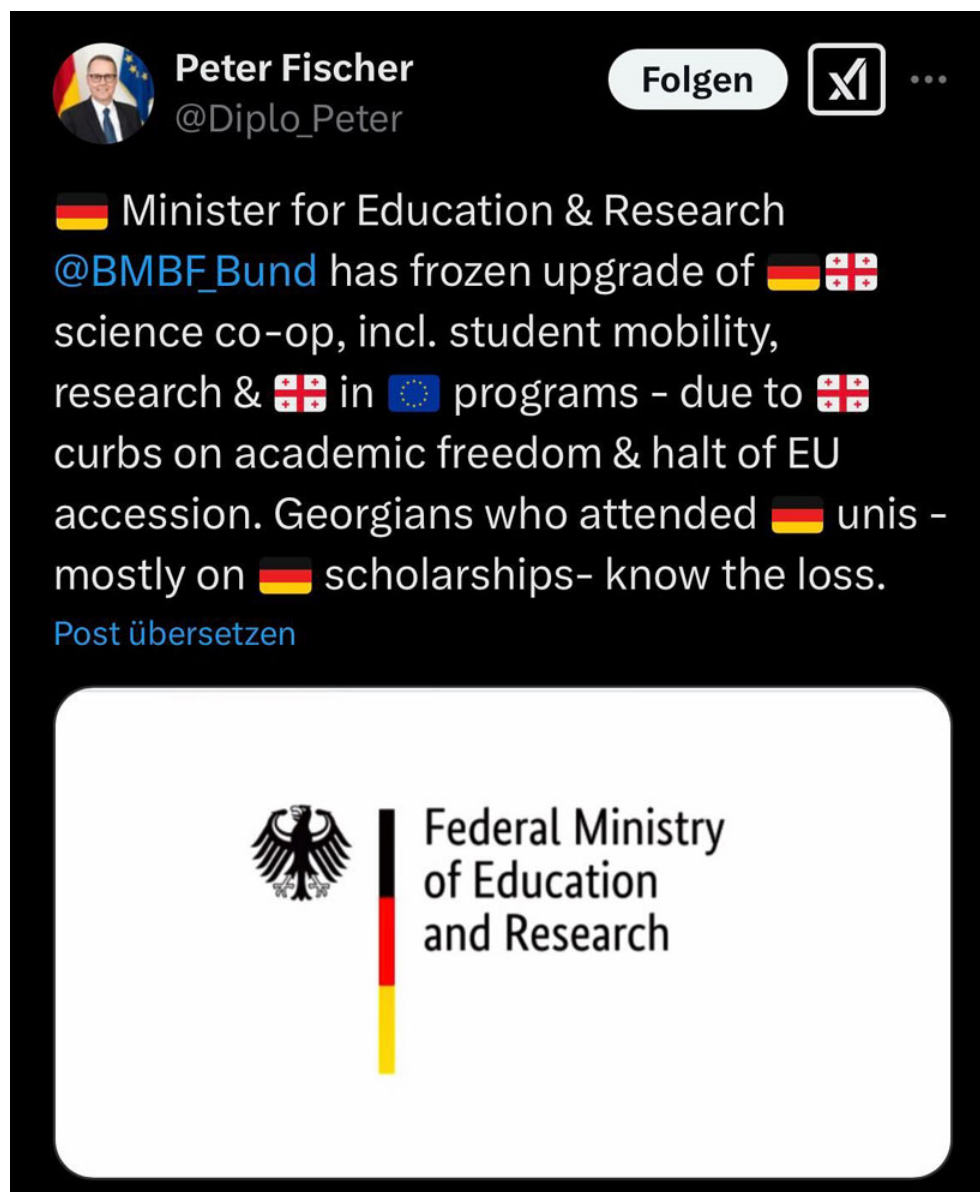 Peter Fischer
@Diplo_Peter
Folgen
🇩🇪 Minister for Education & Research
@BMBF_Bund has frozen upgrade of 🇩🇪🇬🇪
science co-op, incl. student mobility,
research & 🇬🇪 in 🇪🇺 programs - due to 🇬🇪
curbs on academic freedom & halt of EU
accession. Georgians who attended 🇩🇪 unis -
mostly on 🇩🇪 scholarships- know the loss.
Post übersetzen
Federal Ministry
of Education
and Research